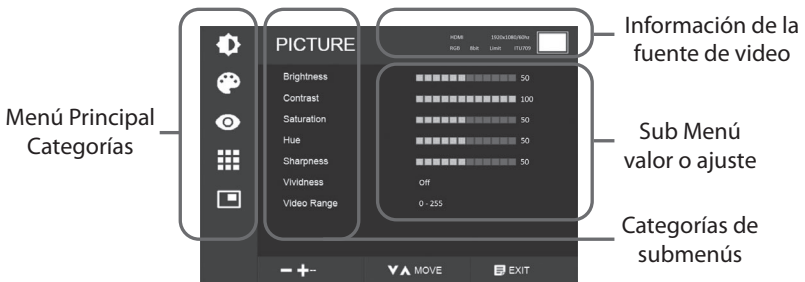 Menú Principal
Categorías
PICTURE
HDMI 1920x1080/60hz
RGB 8bit Limit ITU709
Brightness 50
Contrast 100
Saturation 50
Hue 50
Sharpness 50
Vividness Off
Video Range 0 - 255
MOVE
EXIT
Información de la
fuente de video
Sub Menú
valor o ajuste
Categorías de
submenús